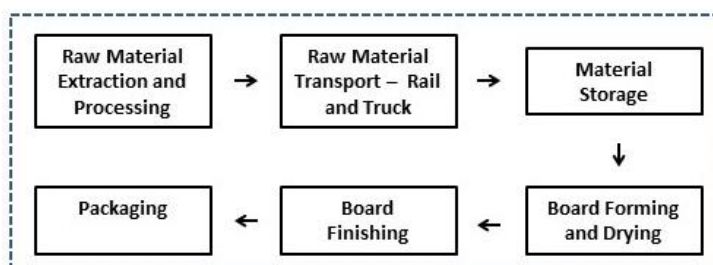 Raw Material
Extraction and
Processing
Raw Material
Transport – Rail
and Truck
Material
Storage
Board Forming
and Drying
Board
Finishing
Packaging